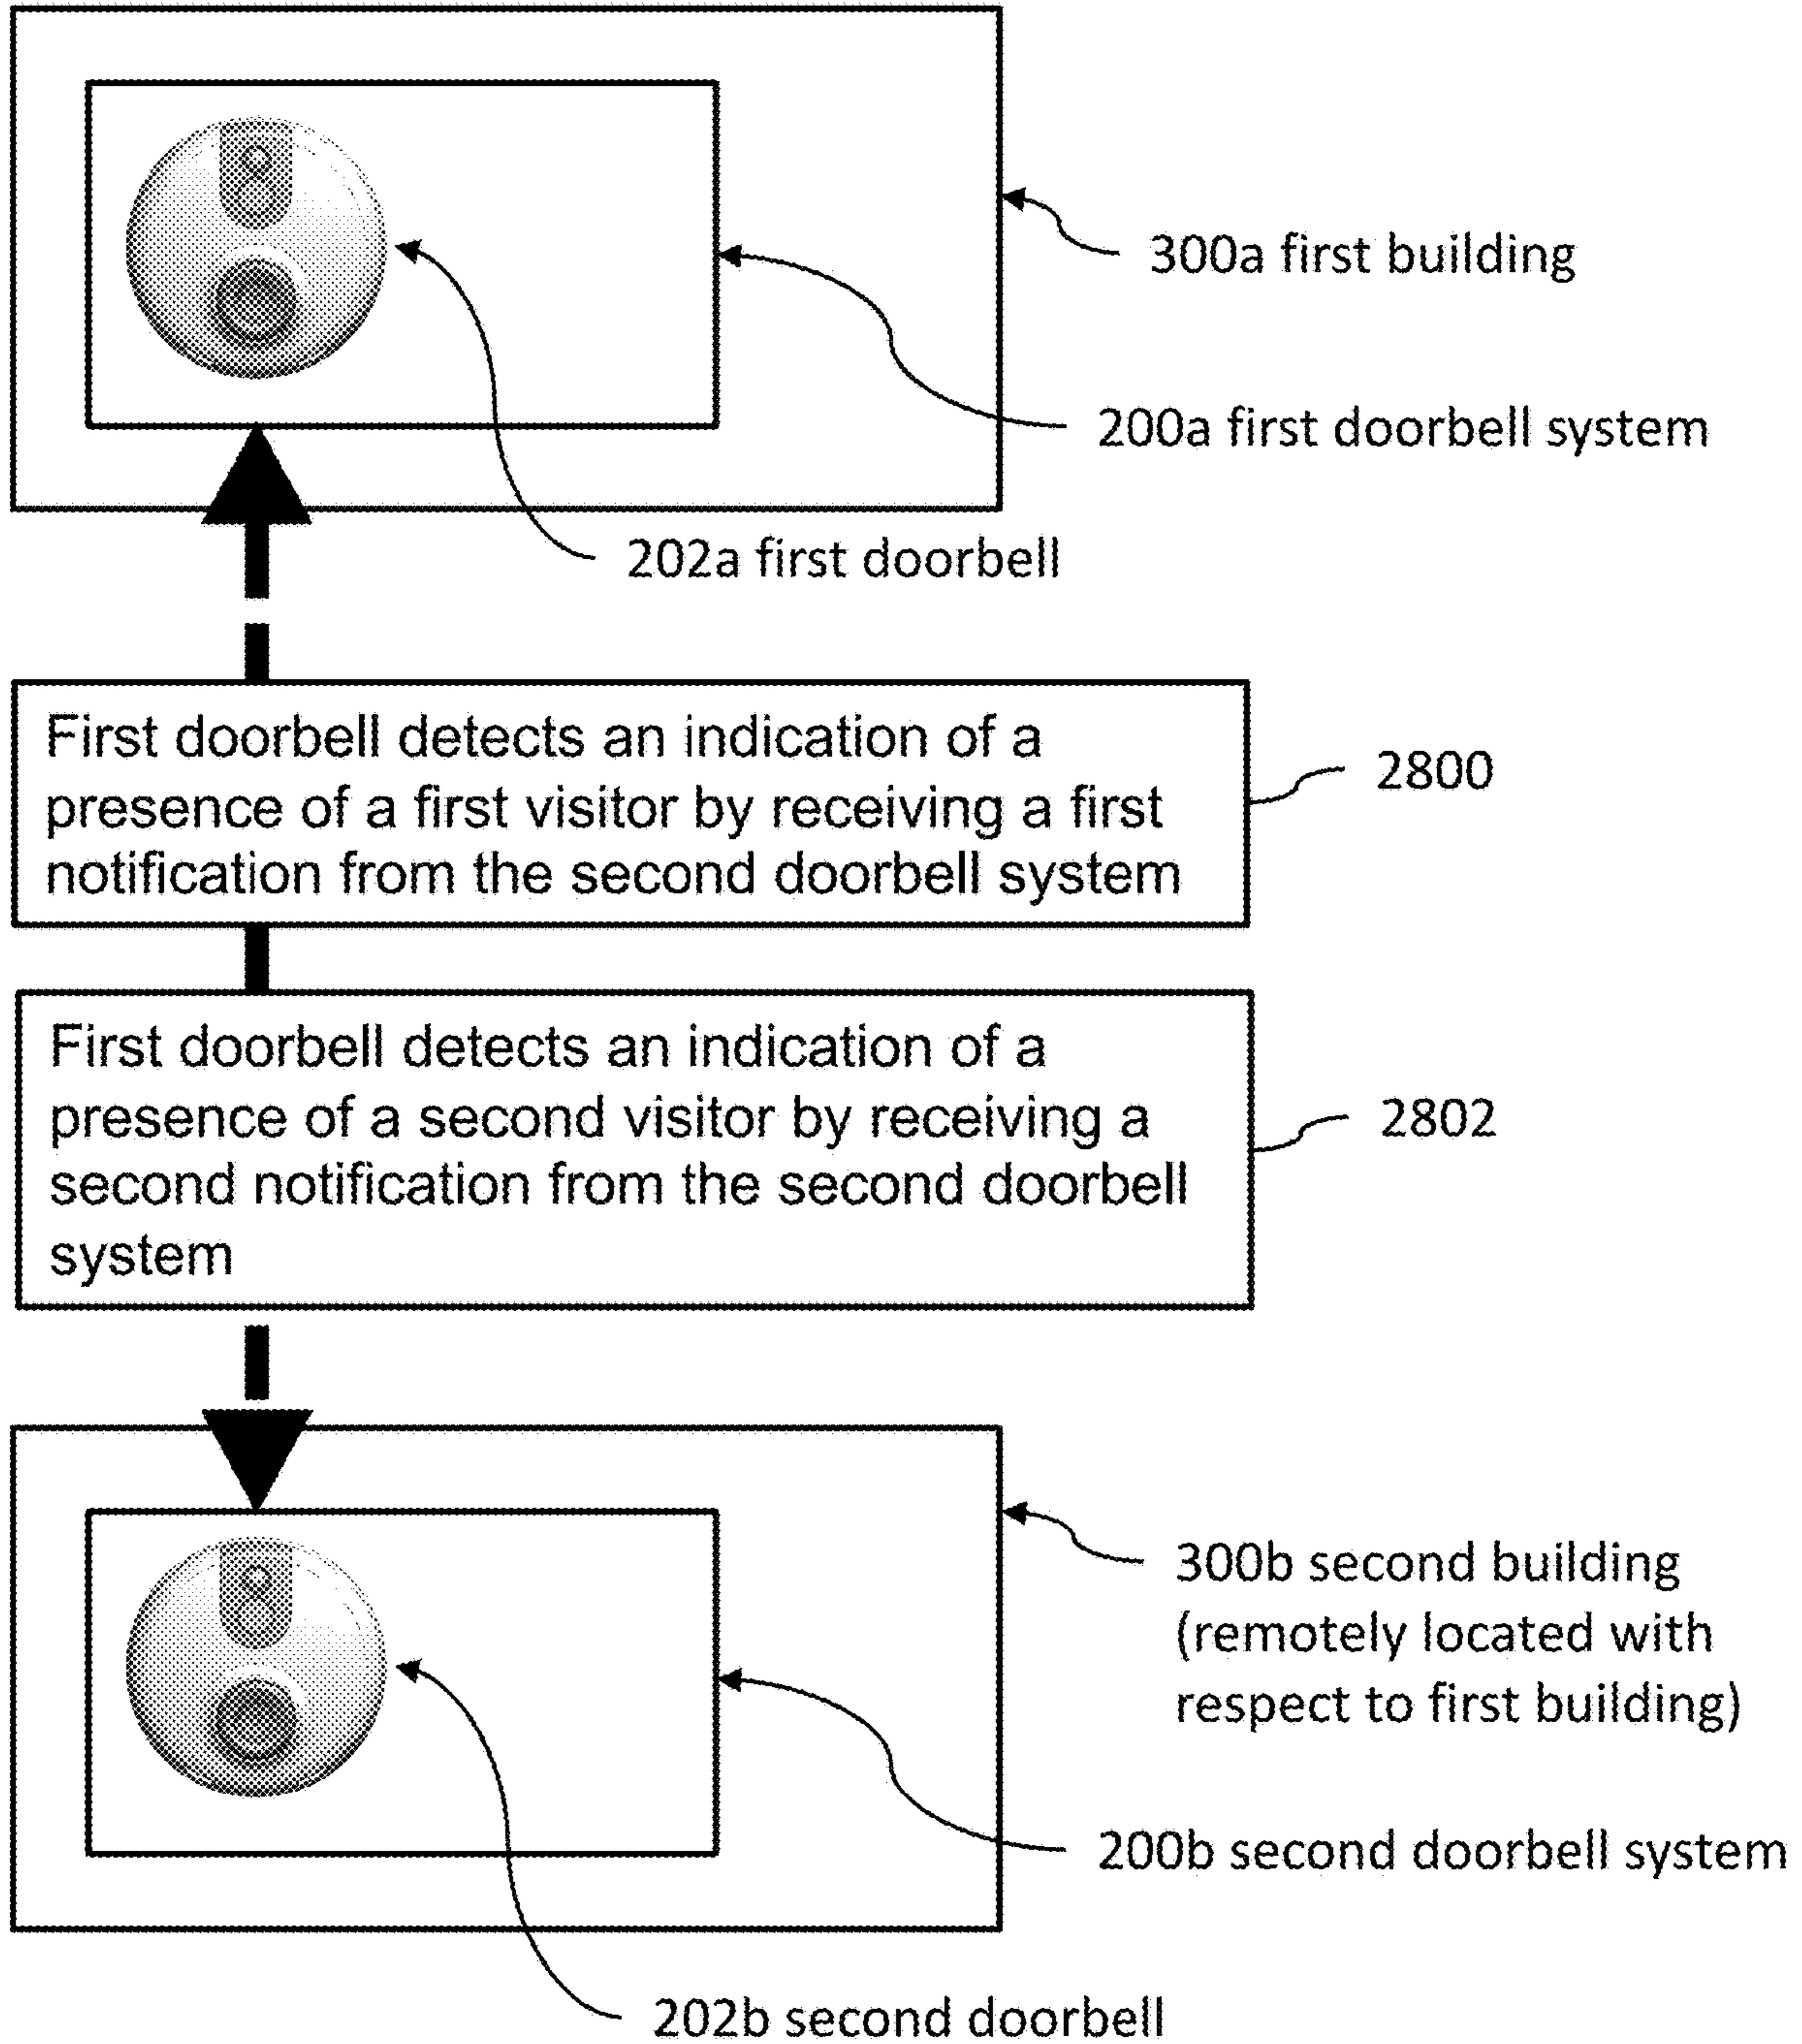 300a first building
200a first doorbell system
202a first doorbell
First doorbell detects an indication of a
presence of a first visitor by receiving a first
notification from the second doorbell system
2800
First doorbell detects an indication of a
presence of a second visitor by receiving a
second notification from the second doorbell
system
2802
300b second building
(remotely located with
respect to first building)
200b second doorbell system
202b second doorbell